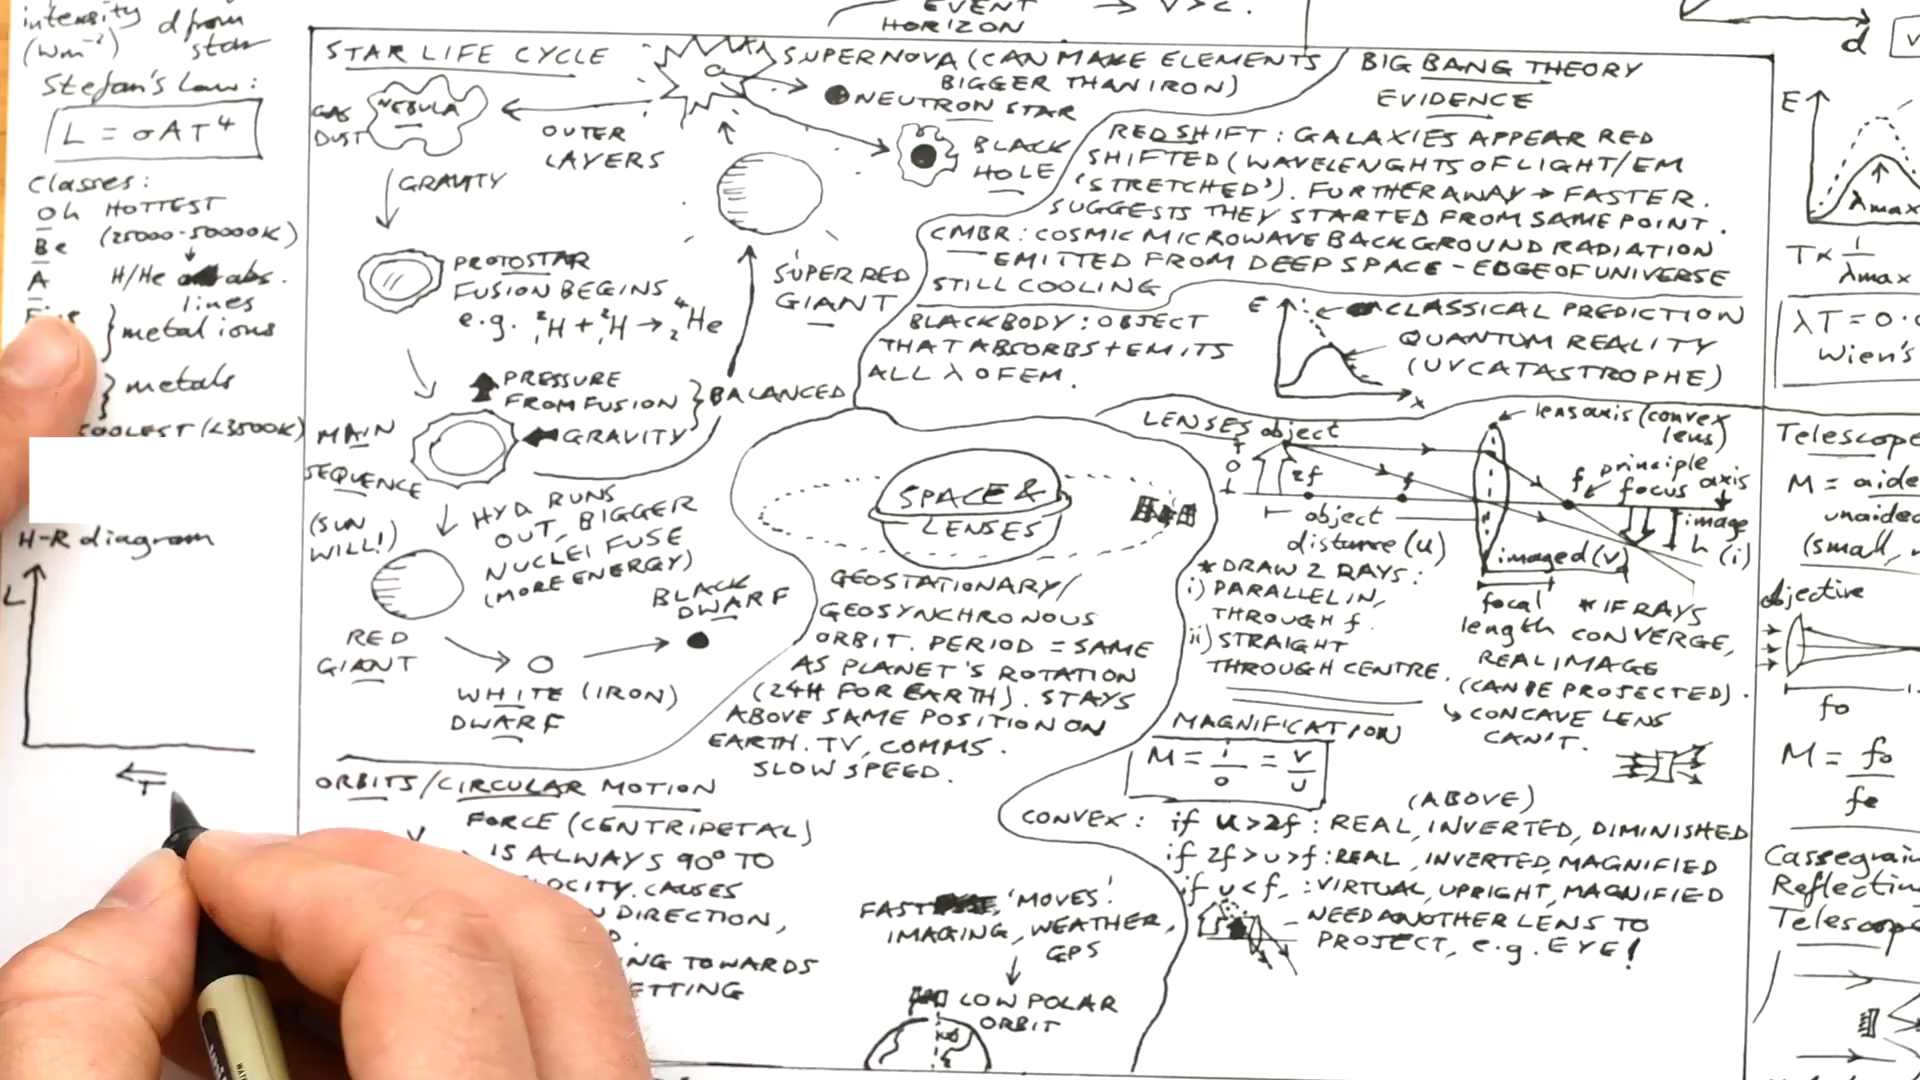 intensity d from
(Wm⁻²) star
Stefan's Law:
L = σAT⁴
Classes:
Oh HOTTEST
(25000-50000K)
Be
A H/He abs.
lines
metal ions
metals
COOLEST (<3500K)
H-R diagram
L
T
EVENT → V>C.
HORIZON
STAR LIFE CYCLE
SUPERNOVA (CAN MAKE ELEMENTS
BIGGER THAN IRON)
NEUTRON STAR
BLACK
HOLE
GAS
DUST
NEBULA
OUTER
LAYERS
GRAVITY
PROTOSTAR
FUSION BEGINS
e.g. ²₁H + ²₁H → ⁴₂He
SUPER RED
GIANT
PRESSURE
FROM FUSION
GRAVITY
BALANCED
MAIN
SEQUENCE
(SUN
WILL!)
HYD RUNS
OUT, BIGGER
NUCLEI FUSE
(MORE ENERGY)
RED
GIANT
WHITE (IRON)
DWARF
BLACK
DWARF
BIG BANG THEORY
EVIDENCE
RED SHIFT: GALAXIES APPEAR RED
SHIFTED (WAVELENGHTS OF LIGHT/EM
'STRETCHED'). FURTHER AWAY → FASTER.
SUGGESTS THEY STARTED FROM SAME POINT.
CMBR: COSMIC MICROWAVE BACKGROUND RADIATION
EMITTED FROM DEEP SPACE - EDGE OF UNIVERSE
STILL COOLING
BLACKBODY: OBJECT
THAT ABSORBS + EMITS
ALL λ OF EM.
E
CLASSICAL PREDICTION
QUANTUM REALITY
(UV CATASTROPHE)
SPACE &
LENSES
GEOSTATIONARY/
GEOSYNCHRONOUS
ORBIT. PERIOD = SAME
AS PLANET'S ROTATION
(24H FOR EARTH). STAYS
ABOVE SAME POSITION ON
EARTH. TV, COMMS.
SLOW SPEED.
LENSES
object
lens axis (convex
lens)
2f
f
f
principle
focus
axis
object
distance (u)
image d (v)
image
h (i)
* DRAW 2 RAYS:
i) PARALLEL IN,
THROUGH f.
ii) STRAIGHT
THROUGH CENTRE.
focal
length
* IF RAYS
CONVERGE,
REAL IMAGE
(CAN BE PROJECTED).
↳ CONCAVE LENS
CAN'T.
MAGNIFICATION
M = i/o = v/u
(ABOVE)
CONVEX: if u>2f: REAL, INVERTED, DIMINISHED
if 2f>u>f: REAL, INVERTED, MAGNIFIED
if u<f, : VIRTUAL, UPRIGHT, MAGNIFIED
NEED ANOTHER LENS TO
PROJECT, e.g. EYE!
ORBITS/CIRCULAR MOTION
V
FORCE (CENTRIPETAL)
IS ALWAYS 90° TO
CAUSES
DIRECTION,
TOWARDS
FAST, 'MOVES'.
IMAGING, WEATHER,
GPS
LOW POLAR
ORBIT
d
E
λmax
T ∝ 1/λmax
λT = 0.
Wien's
Telescope
M = aide
unaided
(small,
objective
fo
M = fo/fe
Cassegrain
Reflectin
Telescop